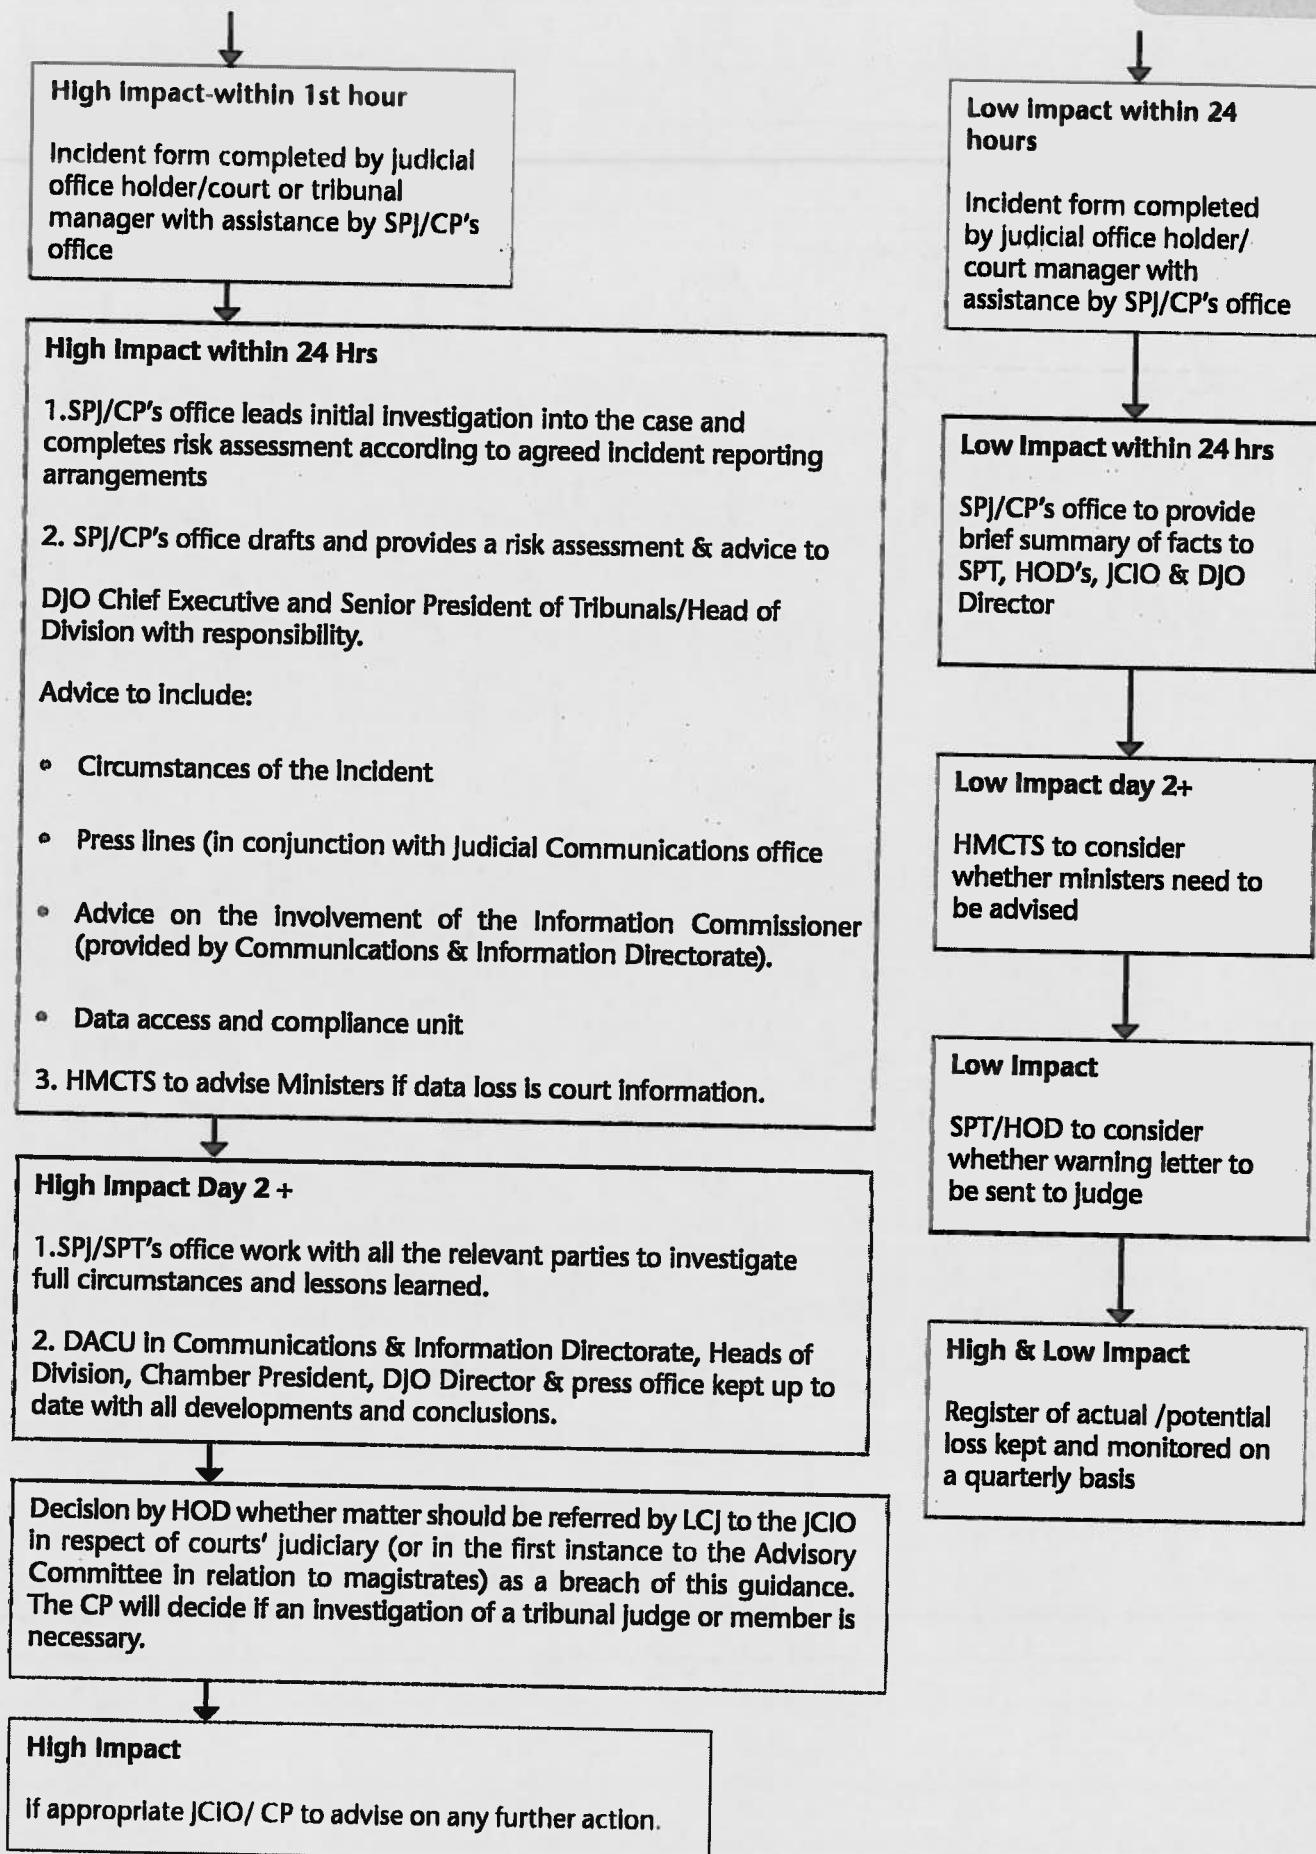 High Impact-within 1st hour
Incident form completed by judicial
office holder/court or tribunal
manager with assistance by SPJ/CP's
office
High Impact within 24 Hrs
1.SPJ/CP's office leads initial investigation into the case and
completes risk assessment according to agreed incident reporting
arrangements
2. SPJ/CP's office drafts and provides a risk assessment & advice to
DJO Chief Executive and Senior President of Tribunals/Head of
Division with responsibility.
Advice to include:
• Circumstances of the Incident
• Press lines (in conjunction with Judicial Communications office
• Advice on the involvement of the Information Commissioner
(provided by Communications & Information Directorate).
• Data access and compliance unit
3. HMCTS to advise Ministers if data loss is court information.
High Impact Day 2 +
1.SPJ/SPT's office work with all the relevant parties to investigate
full circumstances and lessons learned.
2. DACU in Communications & Information Directorate, Heads of
Division, Chamber President, DJO Director & press office kept up to
date with all developments and conclusions.
Decision by HOD whether matter should be referred by LCJ to the JCIO
in respect of courts' judiciary (or in the first instance to the Advisory
Committee in relation to magistrates) as a breach of this guidance.
The CP will decide if an investigation of a tribunal judge or member is
necessary.
High Impact
if appropriate JCIO/ CP to advise on any further action.
Low impact within 24
hours
Incident form completed
by judicial office holder/
court manager with
assistance by SPJ/CP's office
Low Impact within 24 hrs
SPJ/CP's office to provide
brief summary of facts to
SPT, HOD's, JCIO & DJO
Director
Low Impact day 2+
HMCTS to consider
whether ministers need to
be advised
Low Impact
SPT/HOD to consider
whether warning letter to
be sent to judge
High & Low Impact
Register of actual /potential
loss kept and monitored on
a quarterly basis